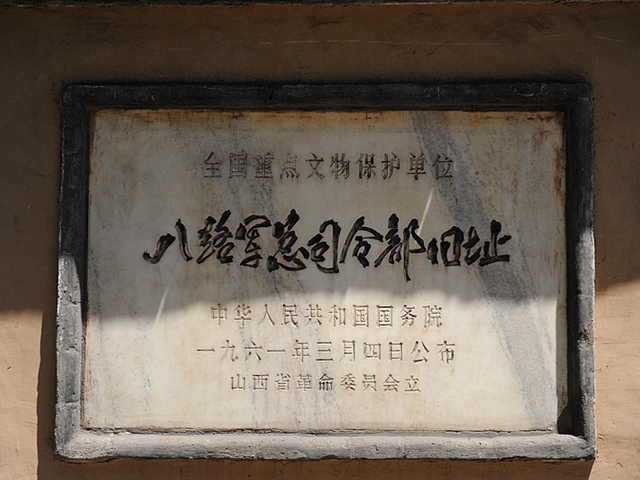 全国重点文物保护单位
八路军总司令部旧址
中华人民共和国国务院
一九六一年三月四日公布
山西省革命委员会立